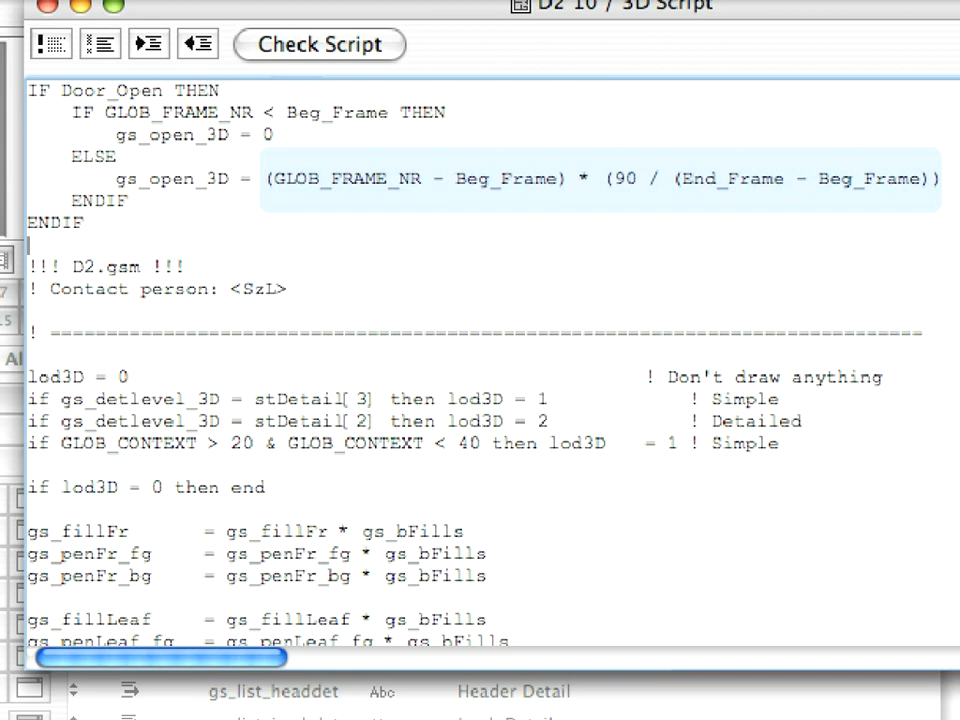 D2 10 / 3D Script
Check Script
IF Door_Open THEN
IF GLOB_FRAME_NR < Beg_Frame THEN
gs_open_3D = 0
ELSE
gs_open_3D = (GLOB_FRAME_NR - Beg_Frame) * (90 / (End_Frame - Beg_Frame))
ENDIF
ENDIF
!!! D2.gsm !!!
! Contact person: <SzL>
! ===================================================================================
lod3D = 0 ! Don't draw anything
if gs_detlevel_3D = stDetail[3] then lod3D = 1 ! Simple
if gs_detlevel_3D = stDetail[2] then lod3D = 2 ! Detailed
if GLOB_CONTEXT > 20 & GLOB_CONTEXT < 40 then lod3D = 1 ! Simple
if lod3D = 0 then end
gs_fillFr = gs_fillFr * gs_bFills
gs_penFr_fg = gs_penFr_fg * gs_bFills
gs_penFr_bg = gs_penFr_bg * gs_bFills
gs_fillLeaf = gs_fillLeaf * gs_bFills
gs_penLeaf_fg = gs_penLeaf_fg * gs_bFills
gs_list_headdet Abc Header Detail